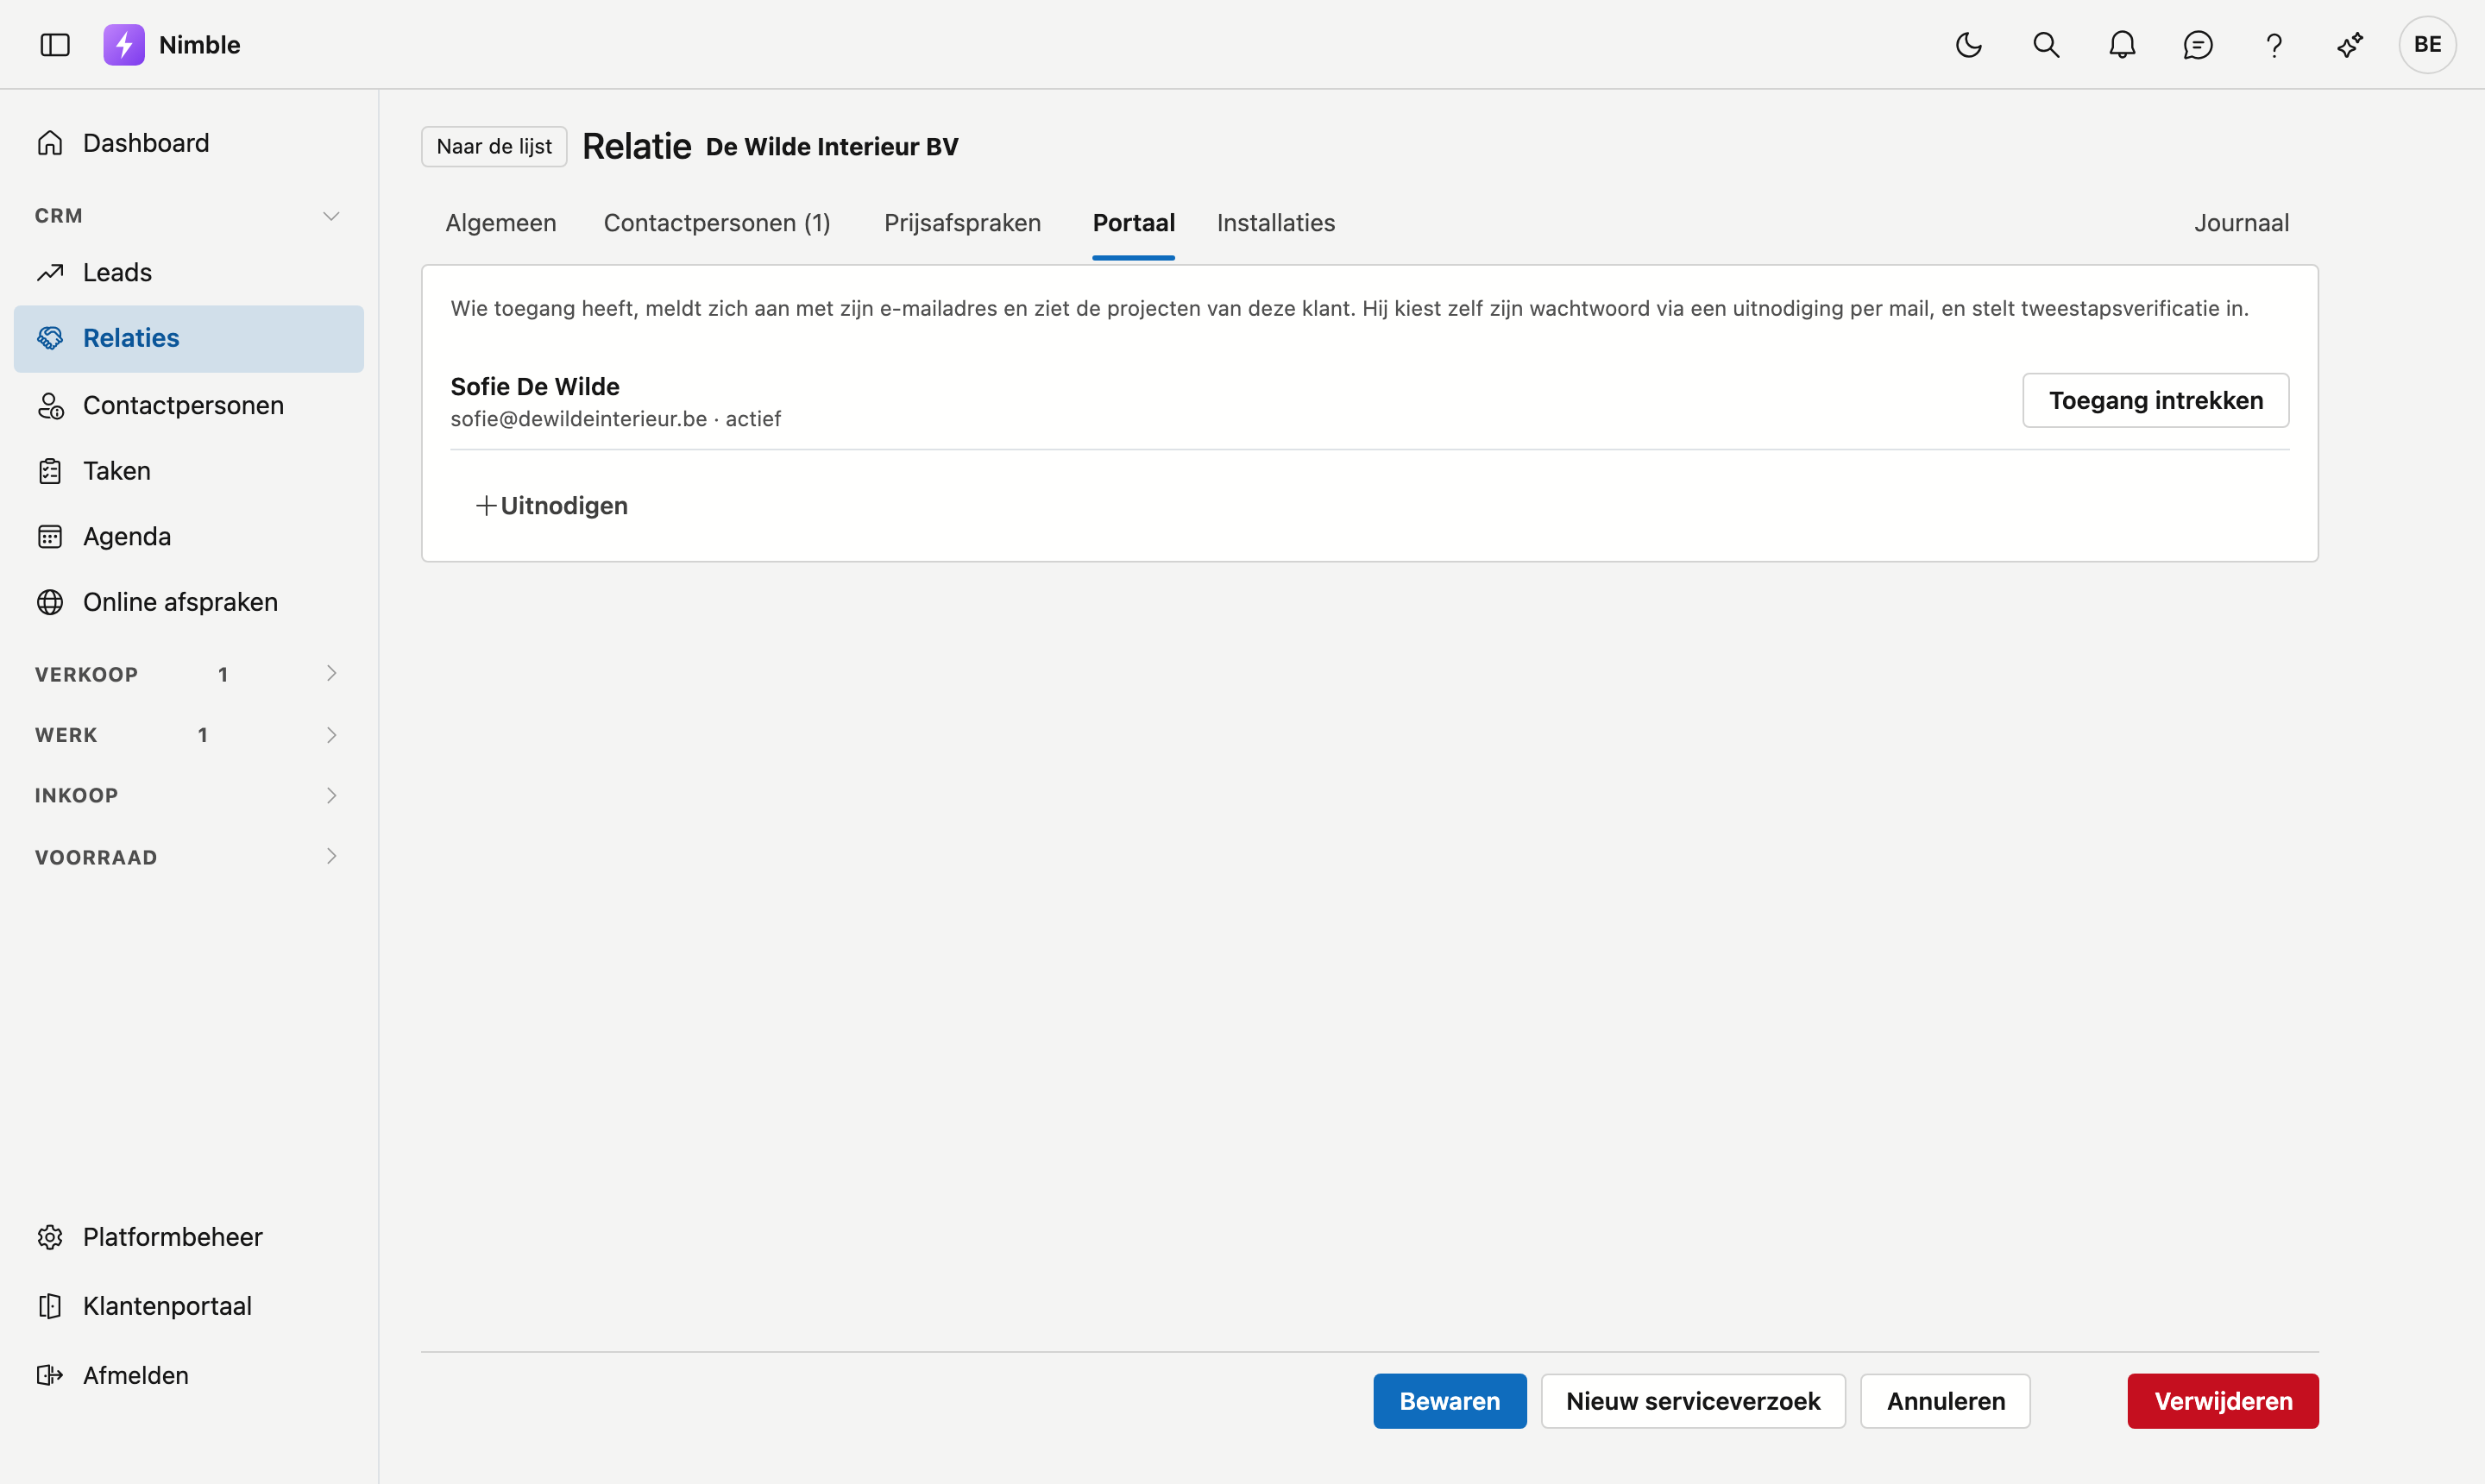 Nimble
BE
Dashboard
CRM
Leads
Relaties
Contactpersonen
Taken
Agenda
Online afspraken
VERKOOP 1
WERK 1
INKOOP
VOORRAAD
Platformbeheer
Klantenportaal
Afmelden
Naar de lijst Relatie De Wilde Interieur BV
Algemeen Contactpersonen (1) Prijsafspraken Portaal Installaties Journaal
Wie toegang heeft, meldt zich aan met zijn e-mailadres en ziet de projecten van deze klant. Hij kiest zelf zijn wachtwoord via een uitnodiging per mail, en stelt tweestapsverificatie in.
Sofie De Wilde
sofie@dewildeinterieur.be · actief
Toegang intrekken
+Uitnodigen
Bewaren Nieuw serviceverzoek Annuleren Verwijderen